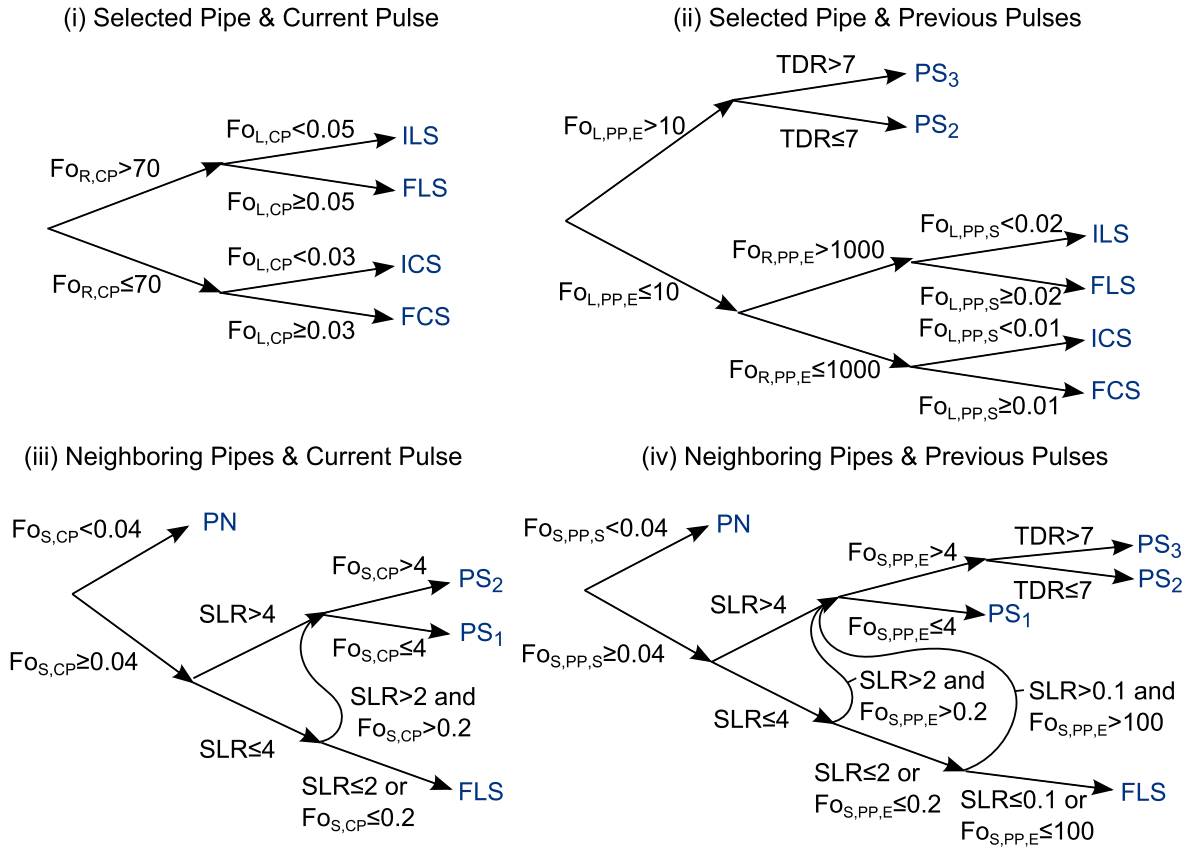 (i) Selected Pipe & Current Pulse
Fo_R,CP>70
Fo_L,CP<0.05
ILS
Fo_L,CP≥0.05
FLS
Fo_R,CP≤70
Fo_L,CP<0.03
ICS
Fo_L,CP≥0.03
FCS
(ii) Selected Pipe & Previous Pulses
Fo_L,PP,E>10
TDR>7
PS_3
TDR≤7
PS_2
Fo_L,PP,E≤10
Fo_R,PP,E>1000
Fo_L,PP,S<0.02
ILS
Fo_L,PP,S≥0.02
FLS
Fo_R,PP,E≤1000
Fo_L,PP,S<0.01
ICS
Fo_L,PP,S≥0.01
FCS
(iii) Neighboring Pipes & Current Pulse
Fo_S,CP<0.04
PN
Fo_S,CP≥0.04
SLR>4
Fo_S,CP>4
PS_2
Fo_S,CP≤4
PS_1
SLR>2 and
Fo_S,CP>0.2
SLR≤4
SLR≤2 or
Fo_S,CP≤0.2
FLS
(iv) Neighboring Pipes & Previous Pulses
Fo_S,PP,S<0.04
PN
Fo_S,PP,S≥0.04
SLR>4
Fo_S,PP,E>4
TDR>7
PS_3
TDR≤7
PS_2
Fo_S,PP,E≤4
PS_1
SLR>2 and
Fo_S,PP,E>0.2
SLR>0.1 and
Fo_S,PP,E>100
SLR≤4
SLR≤2 or
Fo_S,PP,E≤0.2
SLR≤0.1 or
Fo_S,PP,E≤100
FLS